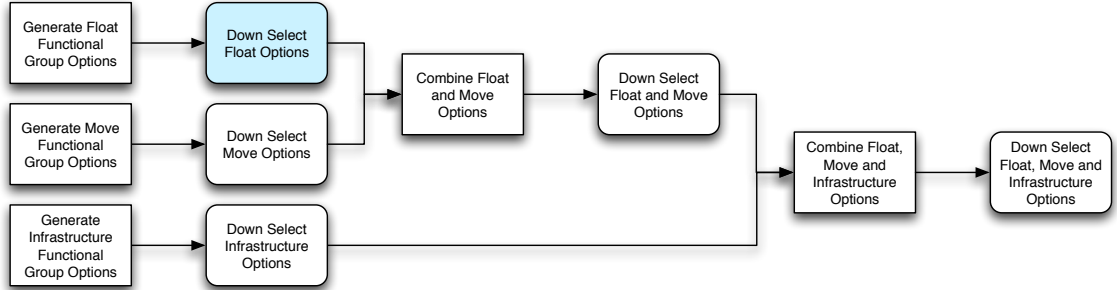 Generate Float
Functional
Group Options
Down Select
Float Options
Generate Move
Functional
Group Options
Down Select
Move Options
Generate
Infrastructure
Functional
Group Options
Down Select
Infrastructure
Options
Combine Float
and Move
Options
Down Select
Float and Move
Options
Combine Float,
Move and
Infrastructure
Options
Down Select
Float, Move and
Infrastructure
Options